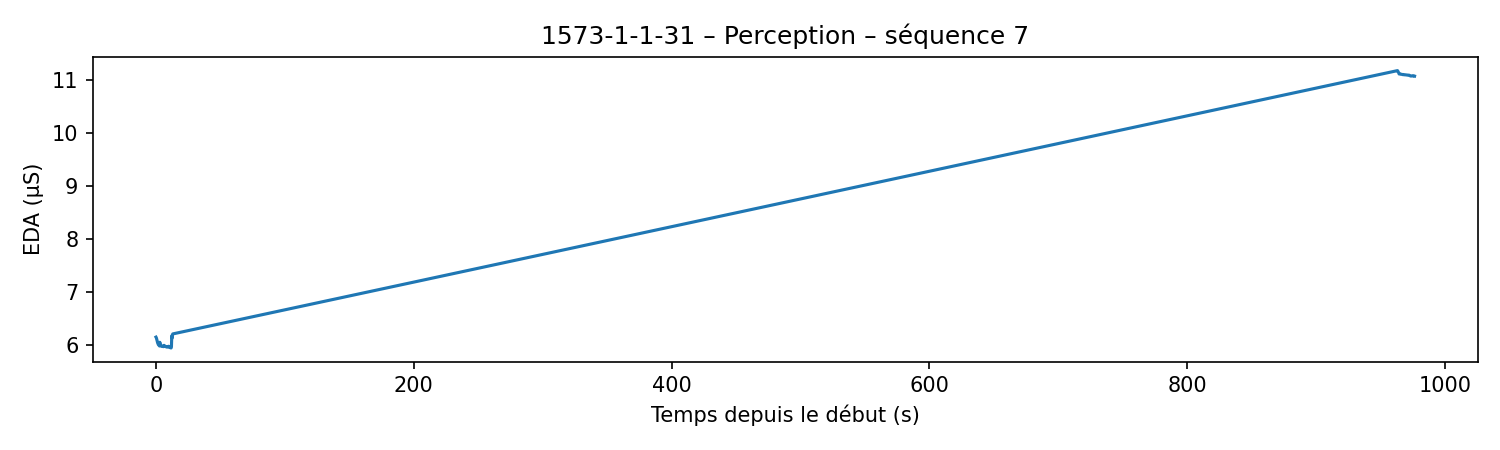 1573-1-1-31 – Perception – séquence 7
EDA (µS)
11
10
9
8
7
6
0 200 400 600 800 1000
Temps depuis le début (s)